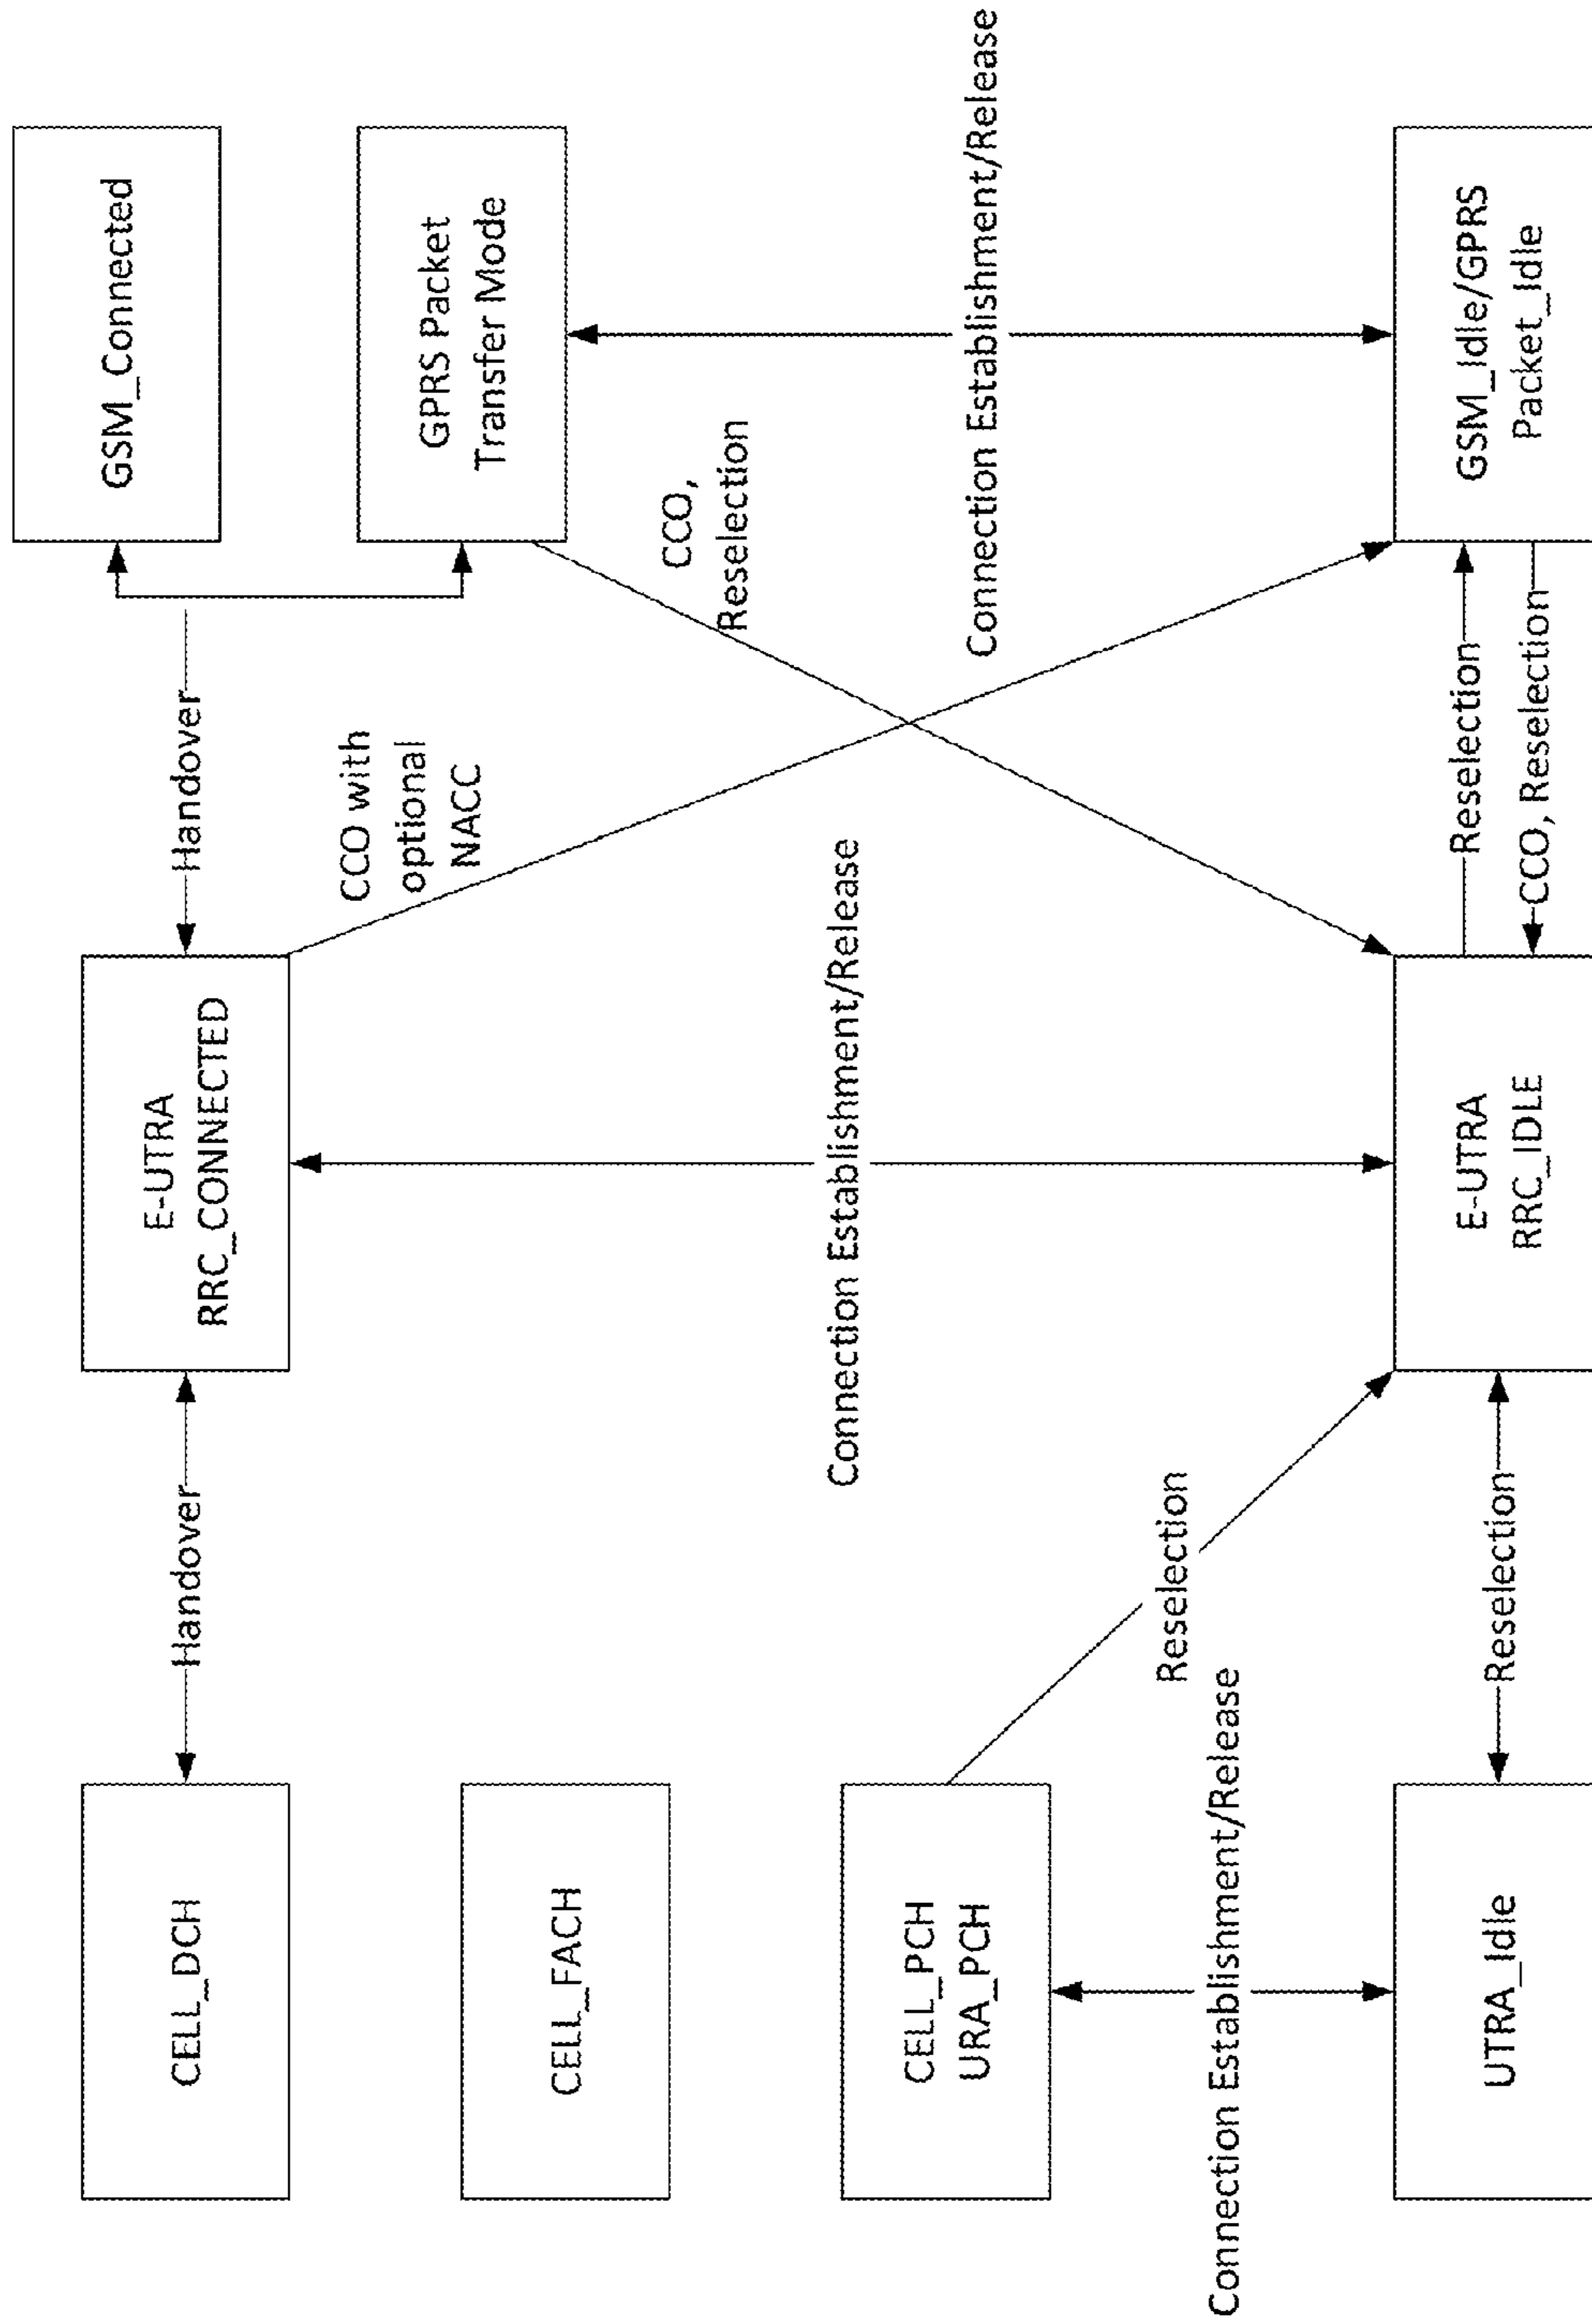 CELL_DCH
Handover
E-UTRA
RRC_CONNECTED
Handover
GSM_Connected
CELL_FACH
CCO with
optional
NACC
GPRS Packet
Transfer Mode
CCO,
Reselection
CELL_PCH
URA_PCH
Connection Establishment/Release
Connection Establishment/Release
Reselection
Connection Establishment/Release
UTRA_Idle
Reselection
E-UTRA
RRC_IDLE
Reselection
CCO, Reselection
GSM_Idle/GPRS
Packet_Idle